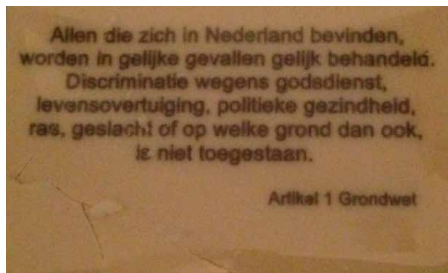 Allen die zich in Nederland bevinden,
worden in gelijke gevallen gelijk behandeld.
Discriminatie wegens godsdienst,
levensovertuiging, politieke gezindheid,
ras, geslacht of op welke grond dan ook,
is niet toegestaan.
Artikel 1 Grondwet